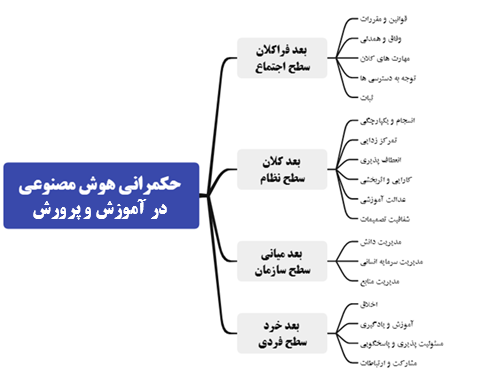 حکمرانی هوش مصنوعی
در آموزش و پرورش
بعد فراکلان
سطح اجتماع
قوانین و مقررات
وفاق و همدلی
مهارت های کلان
توجه به دسترسی ها
ثبات
بعد کلان
سطح نظام
انسجام و یکپارچگی
تمرکز زدایی
انعطاف پذیری
کارایی و اثربخشی
عدالت آموزشی
شفافیت تصمیمات
بعد میانی
سطح سازمان
مدیریت دانش
مدیریت سرمایه انسانی
مدیریت منابع
بعد خرد
سطح فردی
اخلاق
آموزش و یادگیری
مسئولیت پذیری و پاسخگویی
مشارکت و ارتباطات